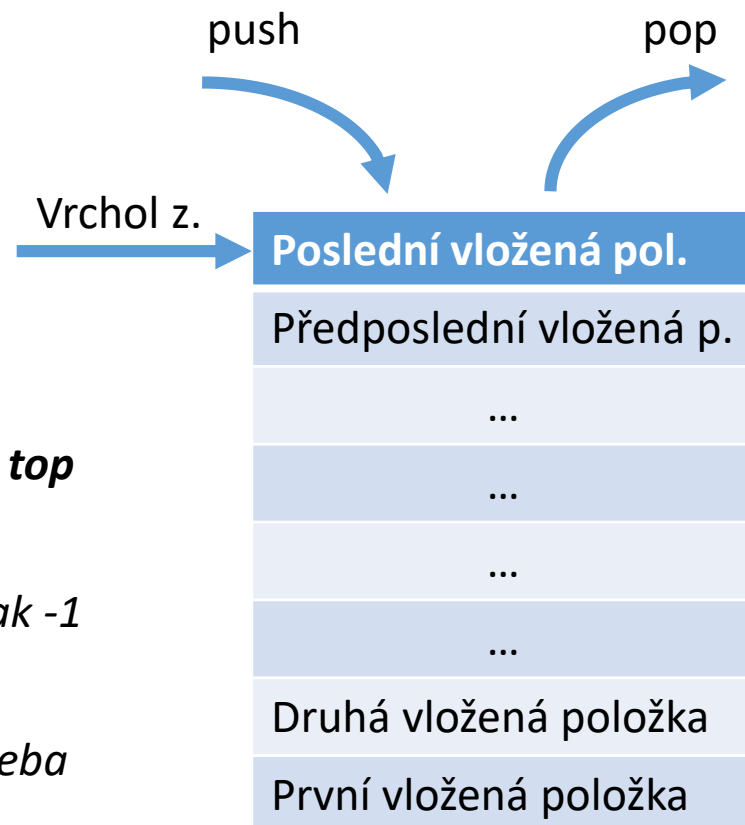 push
pop
Vrchol z.
Poslední vložená pol.
Předposlední vložená p.
...
top
...
...
ak -1
...
Druhá vložená položka
eba
První vložená položka